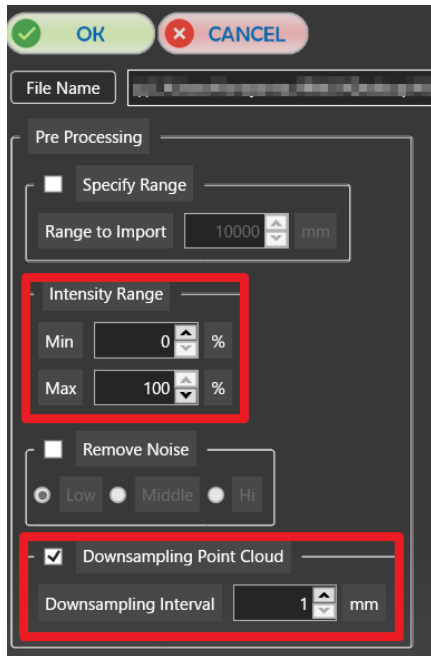 OK CANCEL
File Name
Pre Processing
Specify Range
Range to Import 10000 mm
Intensity Range
Min 0 %
Max 100 %
Remove Noise
Low Middle Hi
Downsampling Point Cloud
Downsampling Interval 1 mm